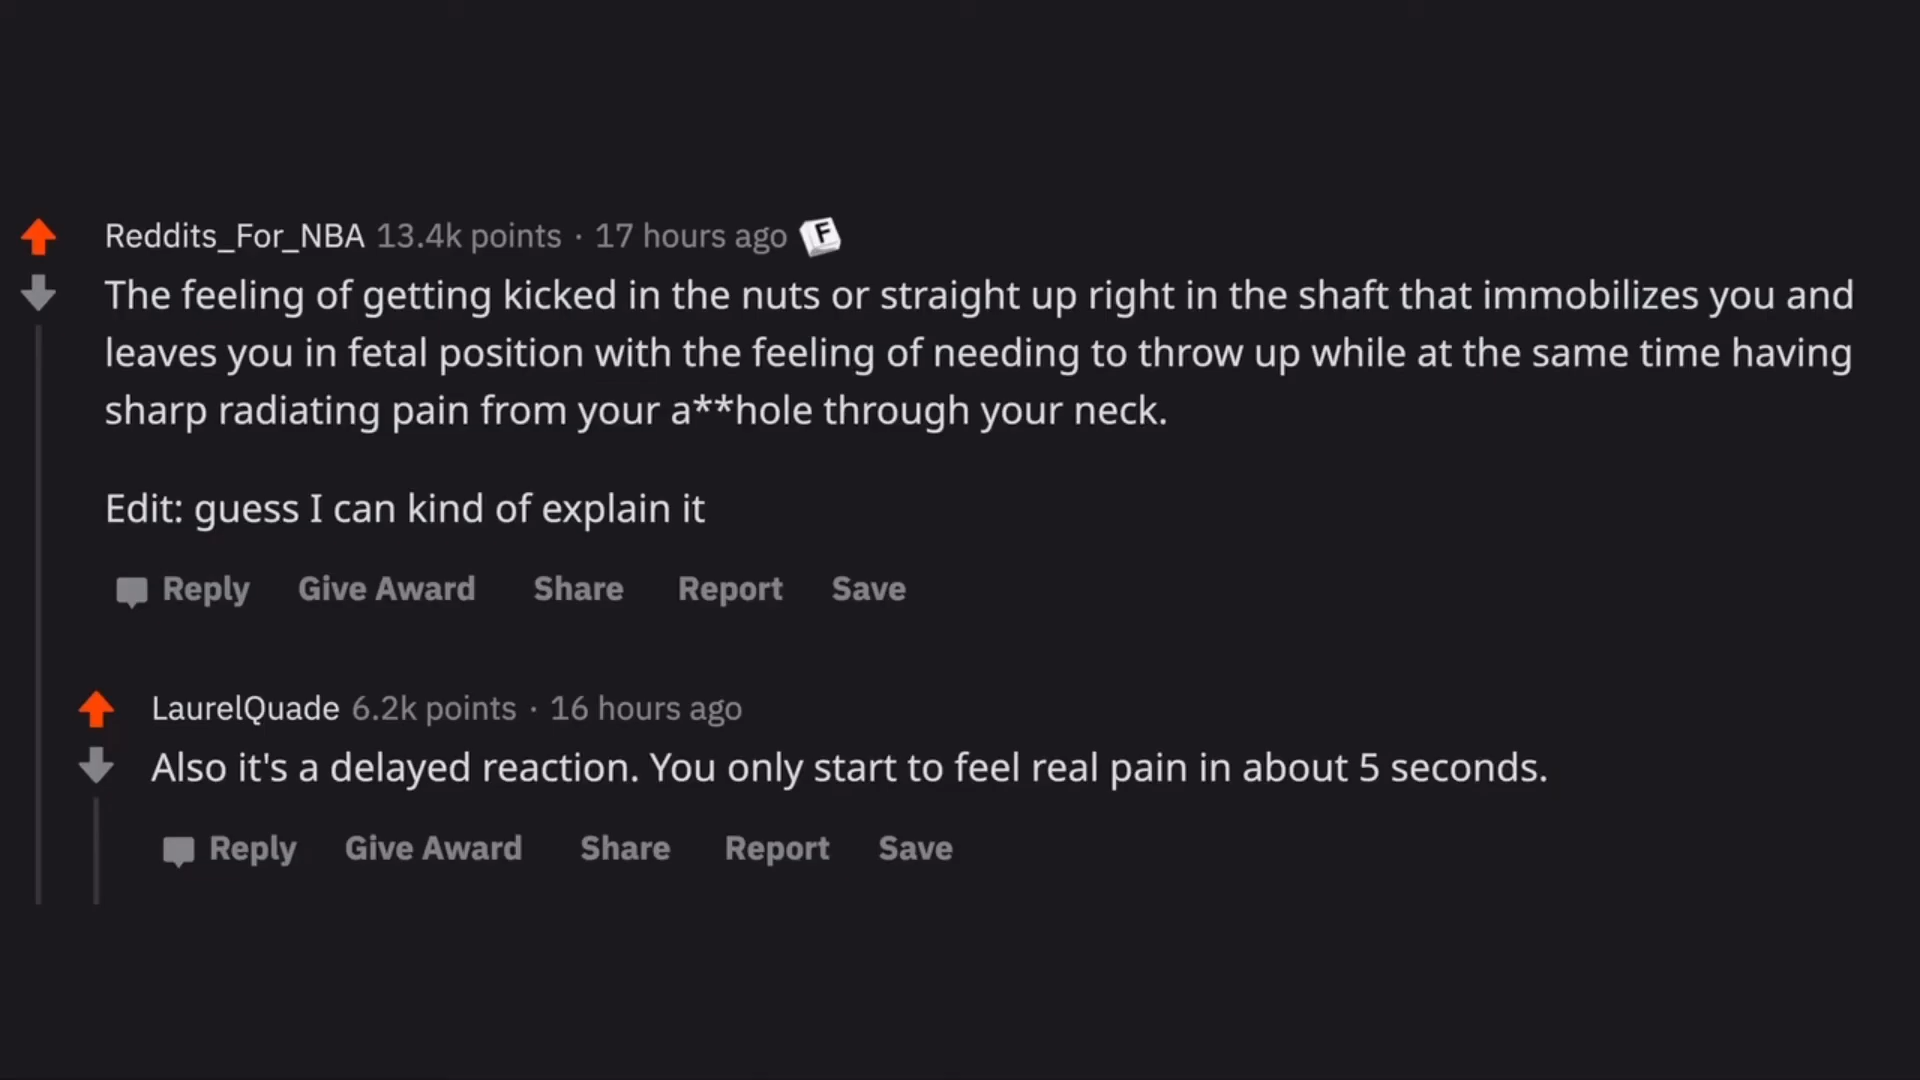 Reddits_For_NBA 13.4k points · 17 hours ago F
The feeling of getting kicked in the nuts or straight up right in the shaft that immobilizes you and
leaves you in fetal position with the feeling of needing to throw up while at the same time having
sharp radiating pain from your a**hole through your neck.
Edit: guess I can kind of explain it
Reply Give Award Share Report Save
LaurelQuade 6.2k points · 16 hours ago
Also it's a delayed reaction. You only start to feel real pain in about 5 seconds.
Reply Give Award Share Report Save